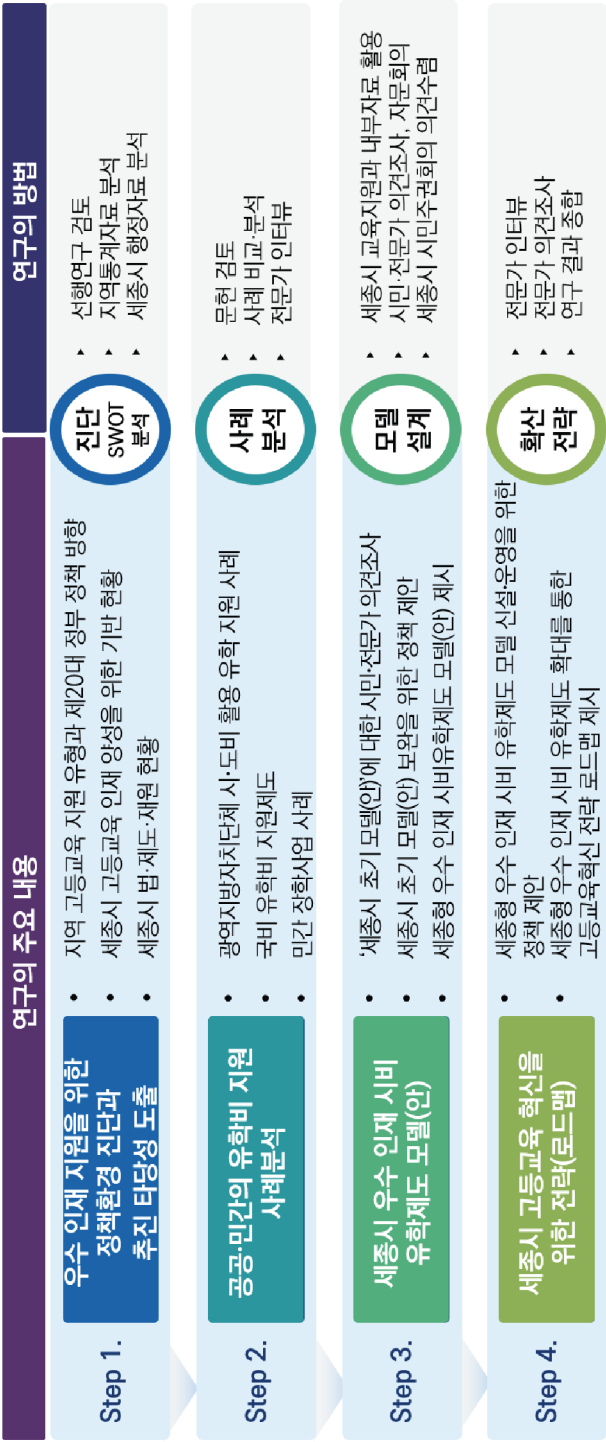 연구의 주요 내용
연구의 방법
Step 1.
우수 인재 지원을 위한
정책환경 진단과
추진 타당성 도출
• 지역 고등교육 지원 유형과 제20대 정부 정책 방향
• 세종시 고등교육 인재 양성을 위한 기반 현황
• 세종시 법·제도·재원 현황
진단
SWOT
분석
▸ 선행연구 검토
▸ 지역통계자료 분석
▸ 세종시 행정자료 분석
Step 2.
공공·민간의 유학비 지원
사례분석
• 광역지방자치단체 시·도비 활용 유학 지원 사례
• 국비 유학비 지원제도
• 민간 장학사업 사례
사례
분석
▸ 문헌 검토
▸ 사례 비교·분석
▸ 전문가 인터뷰
Step 3.
세종시 우수 인재 시비
유학제도 모델(안)
• '세종시 초기 모델(안)'에 대한 시민·전문가 의견조사
• 세종시 초기 모델(안) 보완을 위한 정책 제안
• 세종형 우수 인재 시비유학제도 모델(안) 제시
모델
설계
▸ 세종시 교육지원과 내부자료 활용
▸ 시민·전문가 의견조사, 자문회의
▸ 세종시 시민주권회의 의견수렴
Step 4.
세종시 고등교육 혁신을
위한 전략(로드맵)
• 세종형 우수 인재 시비 유학제도 모델 신설·운영을 위한
정책 제안
• 세종형 우수 인재 시비 유학제도 확대를 통한
고등교육혁신 전략 로드맵 제시
확산
전략
▸ 전문가 인터뷰
▸ 전문가 의견조사
▸ 연구 결과 종합